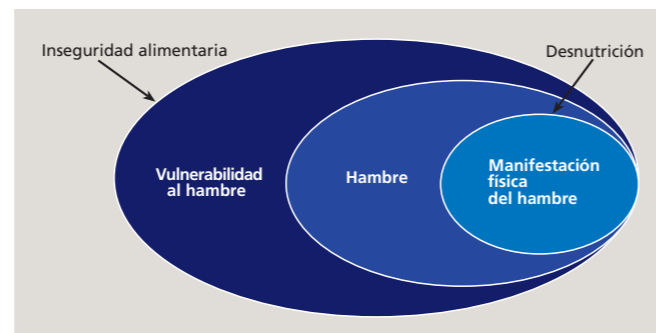 Inseguridad alimentaria
Desnutrición
Vulnerabilidad
al hambre
Hambre
Manifestación
física
del hambre